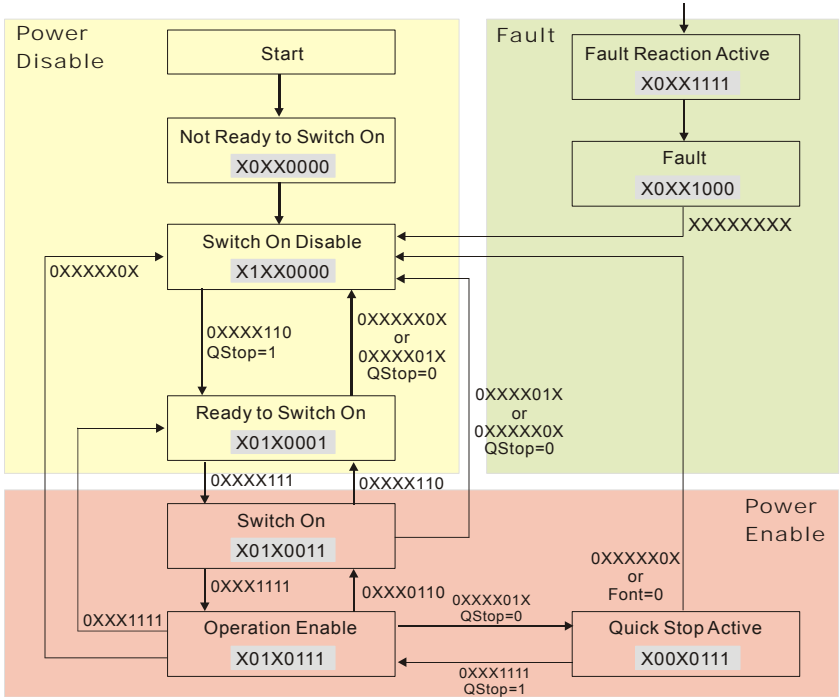 Power
Disable
Start
Not Ready to Switch On
X0XX0000
Switch On Disable
X1XX0000
0XXXXX0X
0XXXX110
QStop=1
0XXXXX0X
or
0XXXX01X
QStop=0
Ready to Switch On
X01X0001
0XXXX111
0XXXX110
0XXXX01X
or
0XXXXX0X
QStop=0
Fault
Fault Reaction Active
X0XX1111
Fault
X0XX1000
XXXXXXXX
Power
Enable
Switch On
X01X0011
0XXX1111
0XXX0110
0XXX1111
Operation Enable
X01X0111
0XXXX01X
QStop=0
0XXX1111
QStop=1
0XXXXX0X
or
Font=0
Quick Stop Active
X00X0111